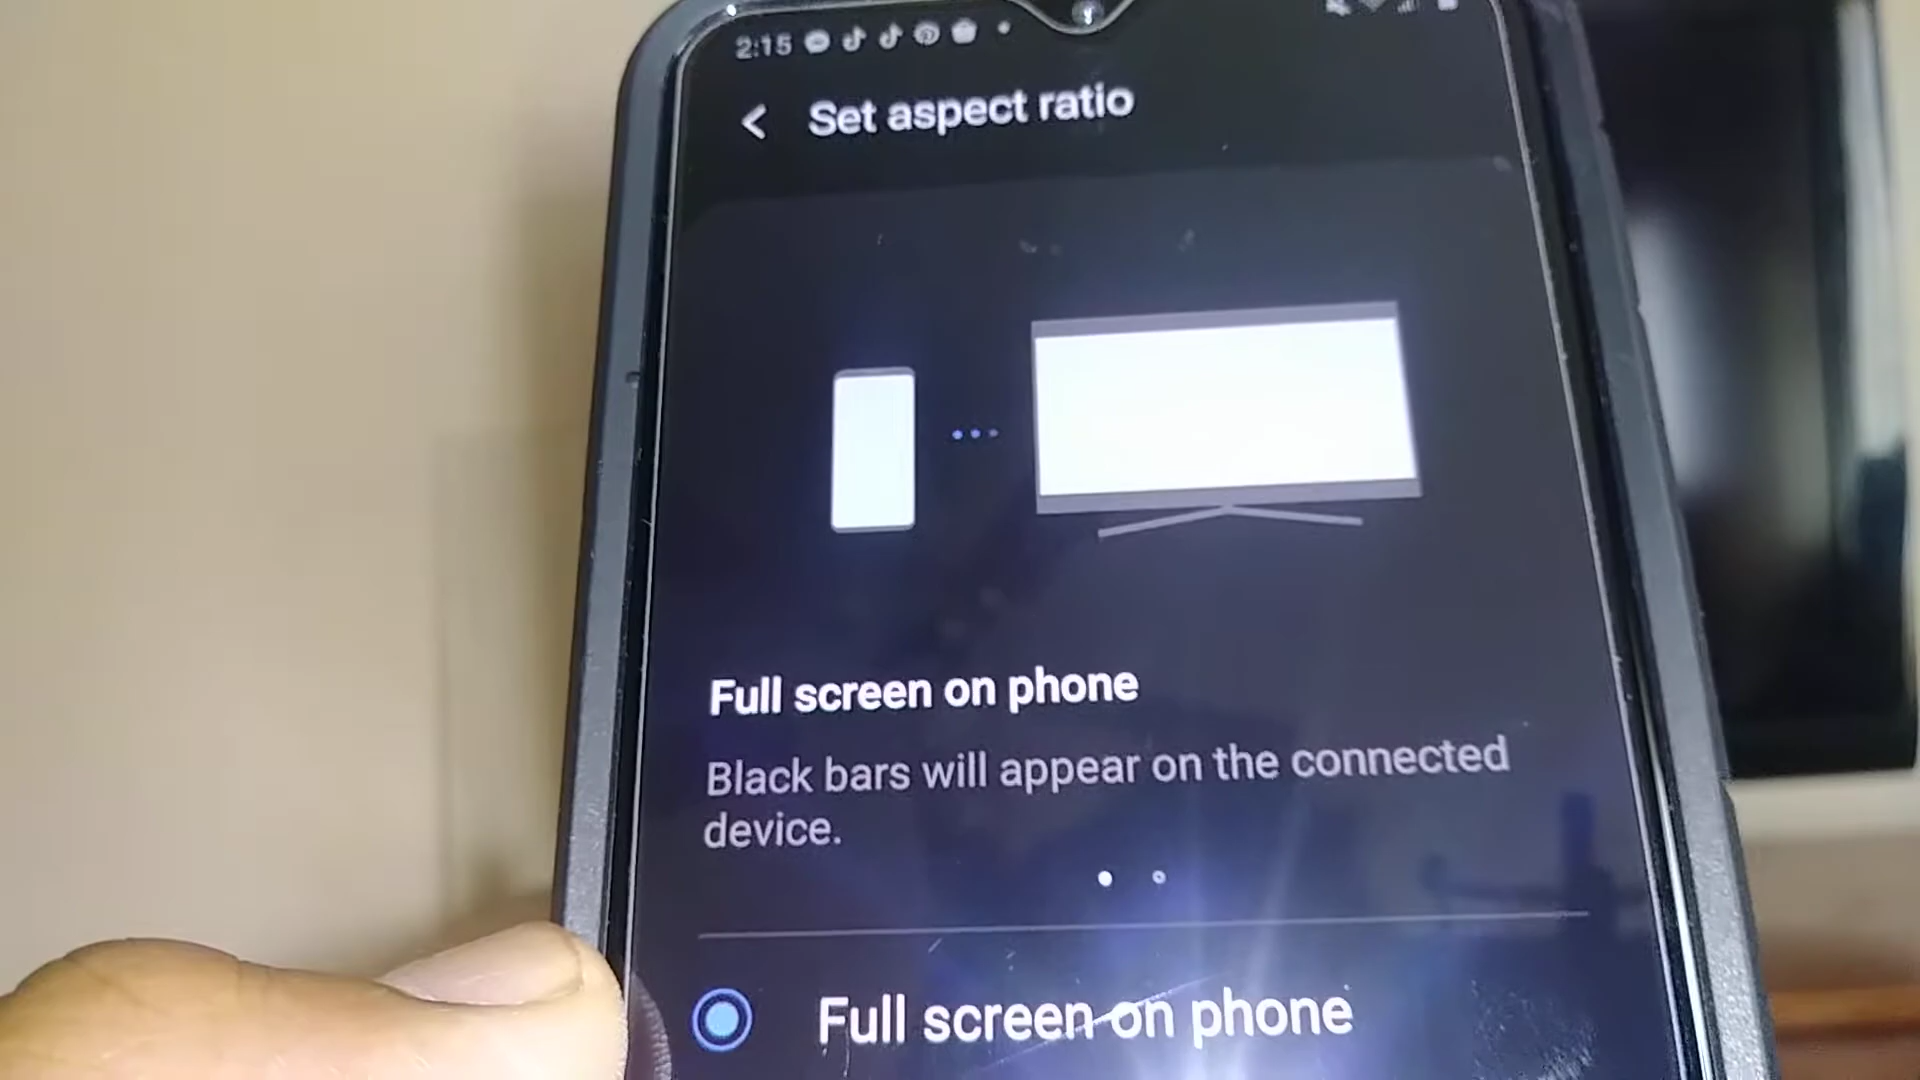 2:15
Set aspect ratio
Full screen on phone
Black bars will appear on the connected
device.
Full screen on phone